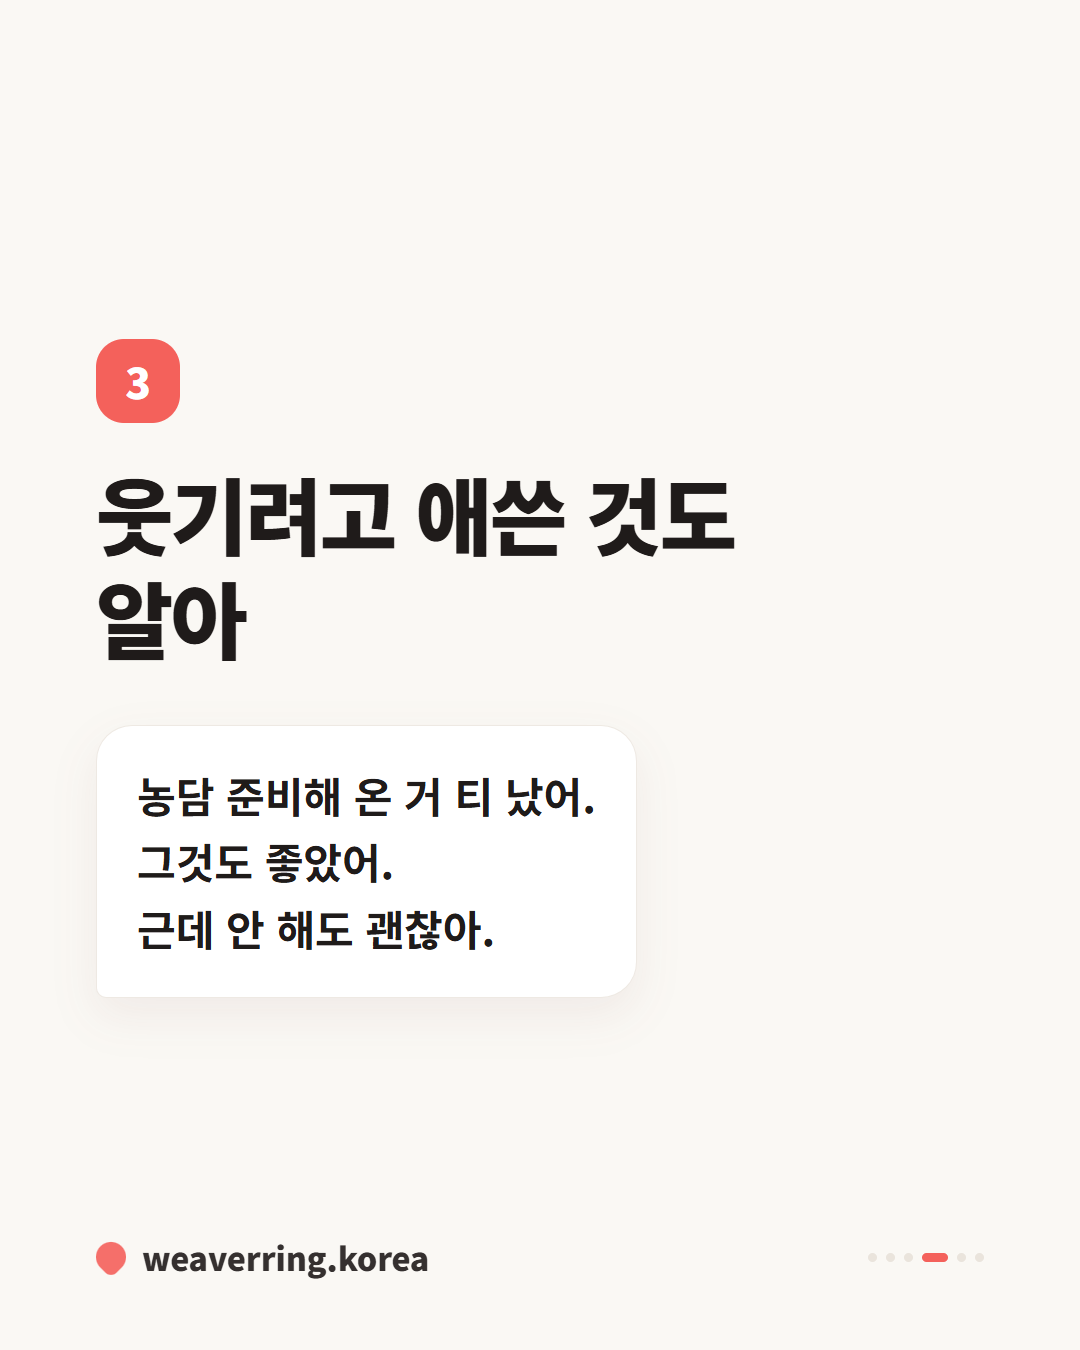 3
웃기려고 애쓴 것도
알아
농담 준비해 온 거 티 났어.
그것도 좋았어.
근데 안 해도 괜찮아.
weaverring.korea